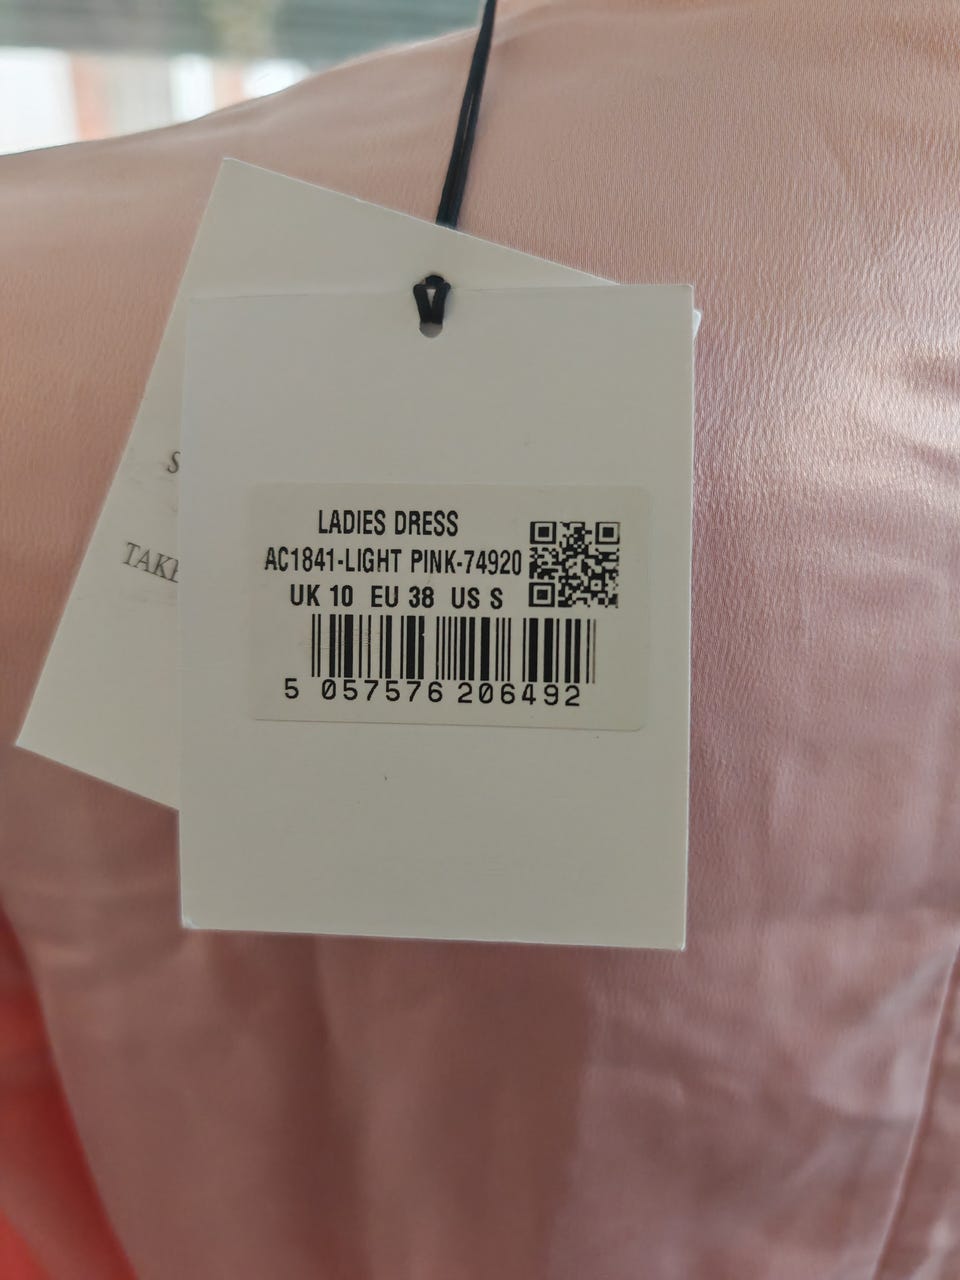 LADIES DRESS
AC1841-LIGHT PINK-74920
UK 10 EU 38 US S
5 057576 206492